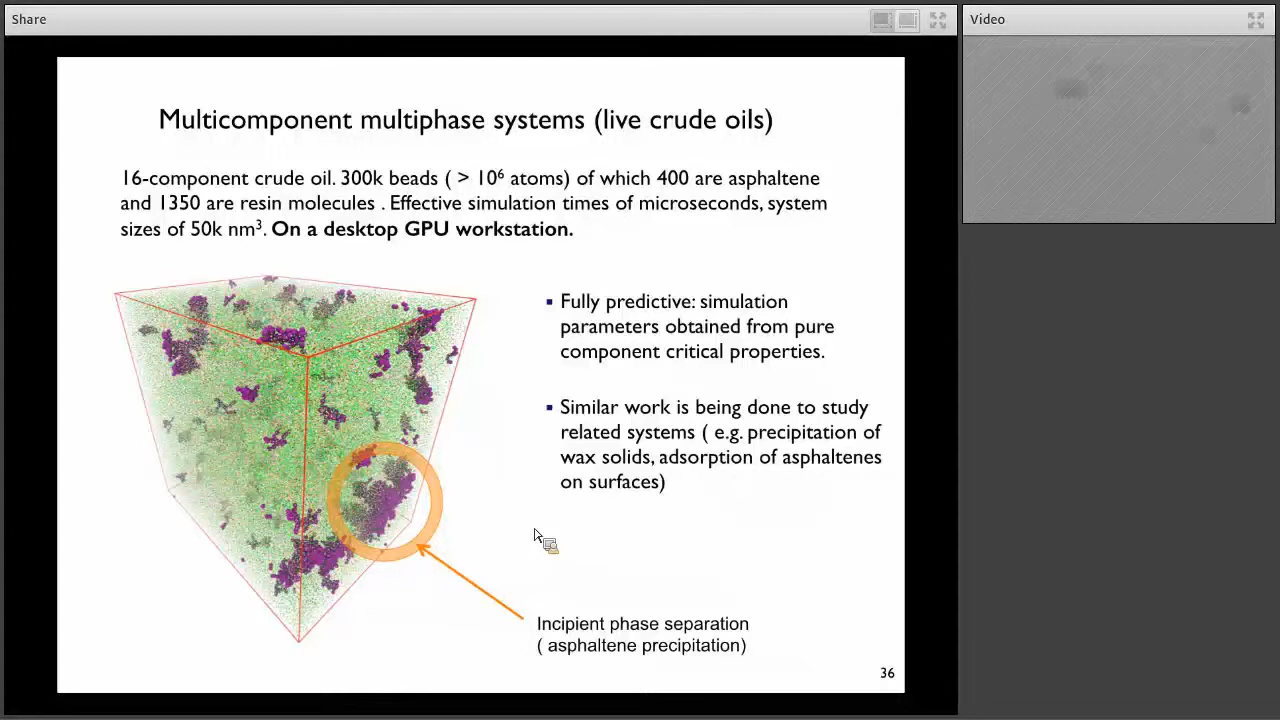 Share
Video
Multicomponent multiphase systems (live crude oils)
16-component crude oil. 300k beads ( > 10⁶ atoms) of which 400 are asphaltene
and 1350 are resin molecules . Effective simulation times of microseconds, system
sizes of 50k nm³. On a desktop GPU workstation.
▪ Fully predictive: simulation
parameters obtained from pure
component critical properties.
▪ Similar work is being done to study
related systems ( e.g. precipitation of
wax solids, adsorption of asphaltenes
on surfaces)
Incipient phase separation
( asphaltene precipitation)
36